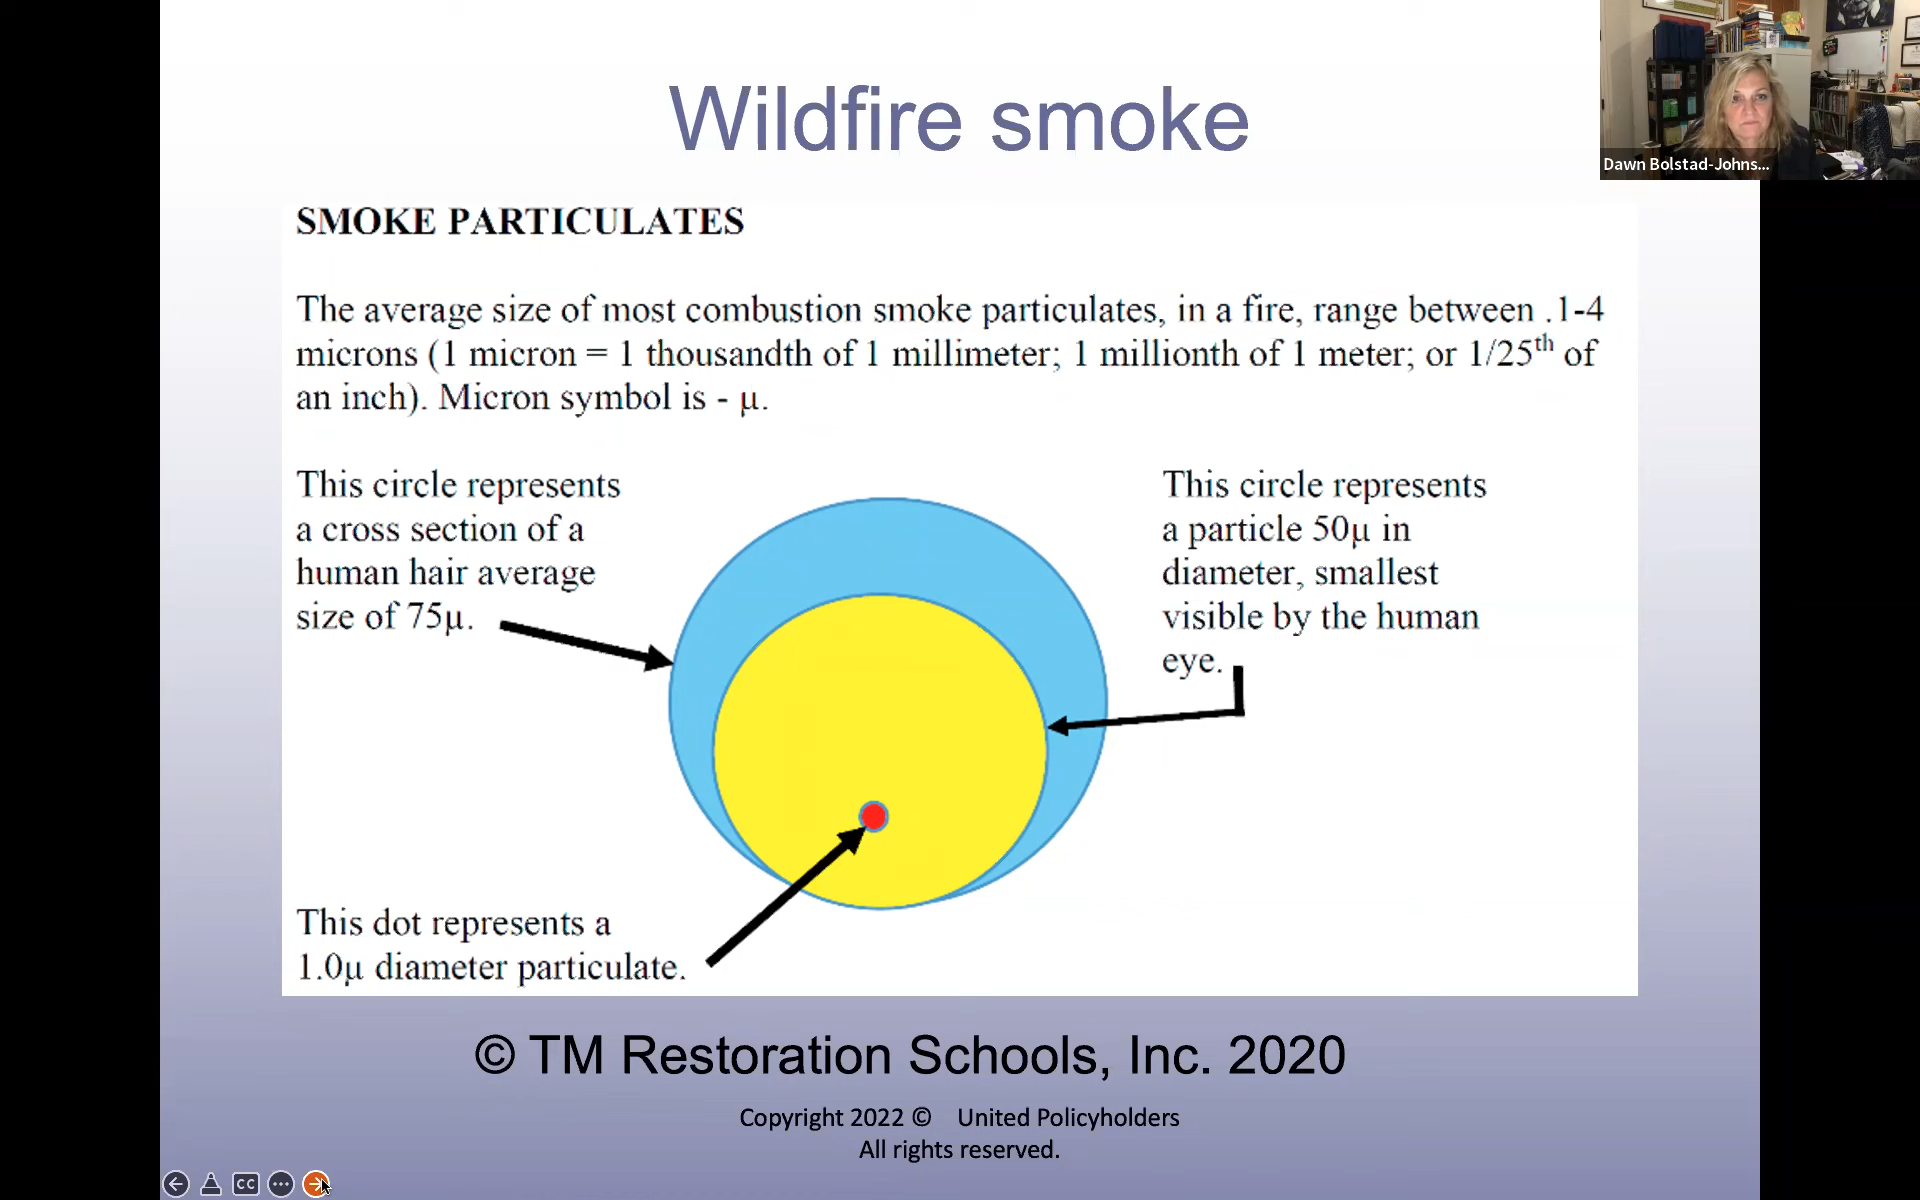 Wildfire smoke
Dawn Bolstad-Johns...
SMOKE PARTICULATES
The average size of most combustion smoke particulates, in a fire, range between .1-4
microns (1 micron = 1 thousandth of 1 millimeter; 1 millionth of 1 meter; or 1/25th of
an inch). Micron symbol is - µ.
This circle represents
a cross section of a
human hair average
size of 75µ.
This circle represents
a particle 50µ in
diameter, smallest
visible by the human
eye.
This dot represents a
1.0µ diameter particulate.
© TM Restoration Schools, Inc. 2020
Copyright 2022 © United Policyholders
All rights reserved.
CC